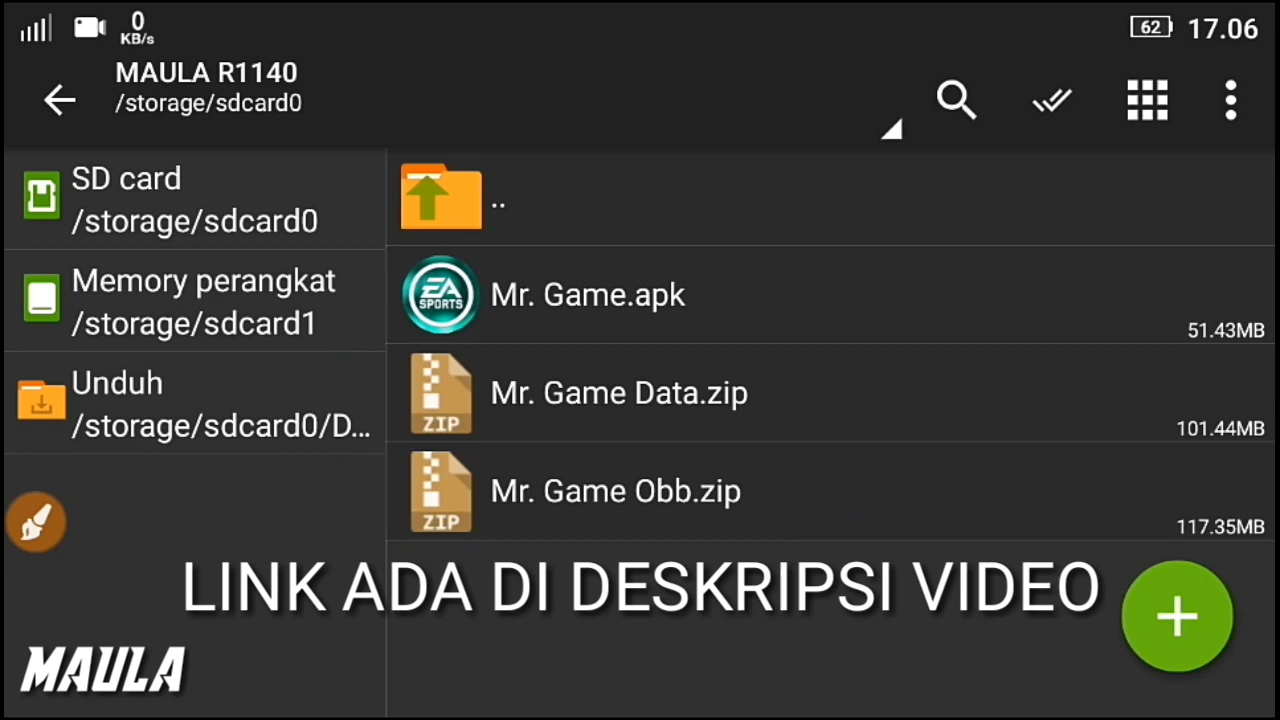 0
KB/s
62
17.06
MAULA R1140
/storage/sdcard0
SD card
/storage/sdcard0
Memory perangkat
/storage/sdcard1
Unduh
/storage/sdcard0/D...
..
EA
SPORTS
Mr. Game.apk
51.43MB
ZIP
Mr. Game Data.zip
101.44MB
ZIP
Mr. Game Obb.zip
117.35MB
LINK ADA DI DESKRIPSI VIDEO
MAULA